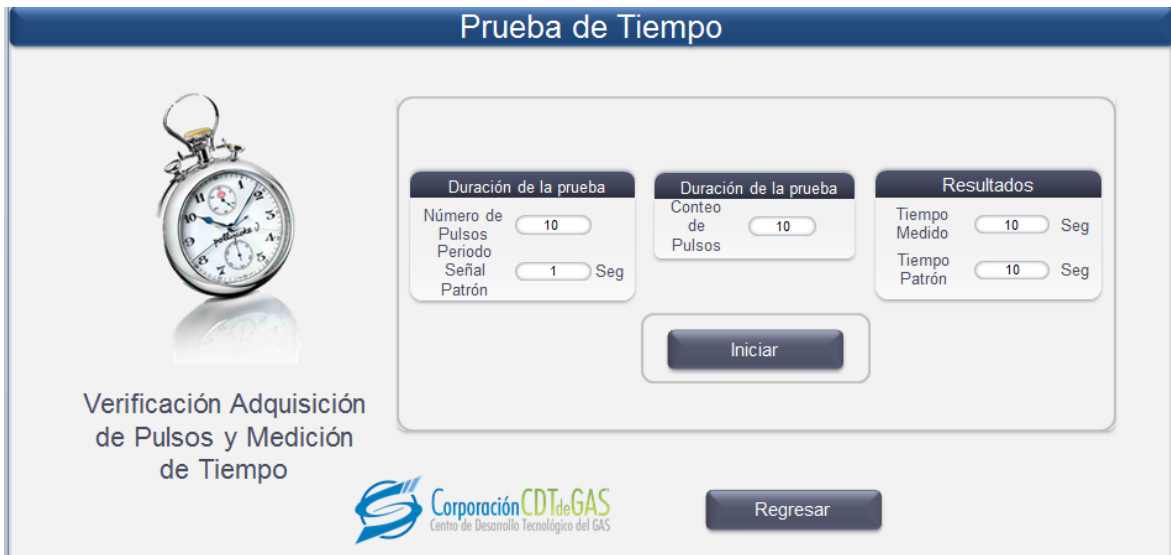 Prueba de Tiempo
Duración de la prueba
Número de
Pulsos
10
Periodo
Señal
Patrón
1 Seg
Duración de la prueba
Conteo
de
Pulsos
10
Resultados
Tiempo
Medido
10 Seg
Tiempo
Patrón
10 Seg
Iniciar
Verificación Adquisición
de Pulsos y Medición
de Tiempo
Corporación CDTdeGAS
Centro de Desarrollo Tecnológico del GAS
Regresar